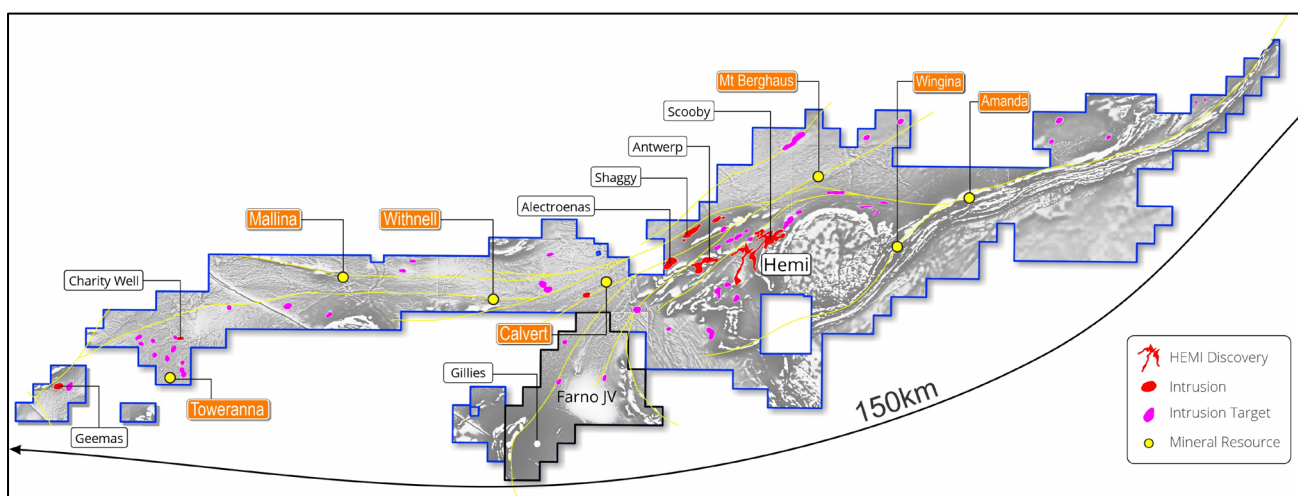 Mt Berghaus
Wingina
Amanda
Scooby
Antwerp
Shaggy
Alectroenas
Mallina
Withnell
Hemi
Charity Well
Calvert
Gillies
Farno JV
Toweranna
Geemas
150km
HEMI Discovery
Intrusion
Intrusion Target
Mineral Resource